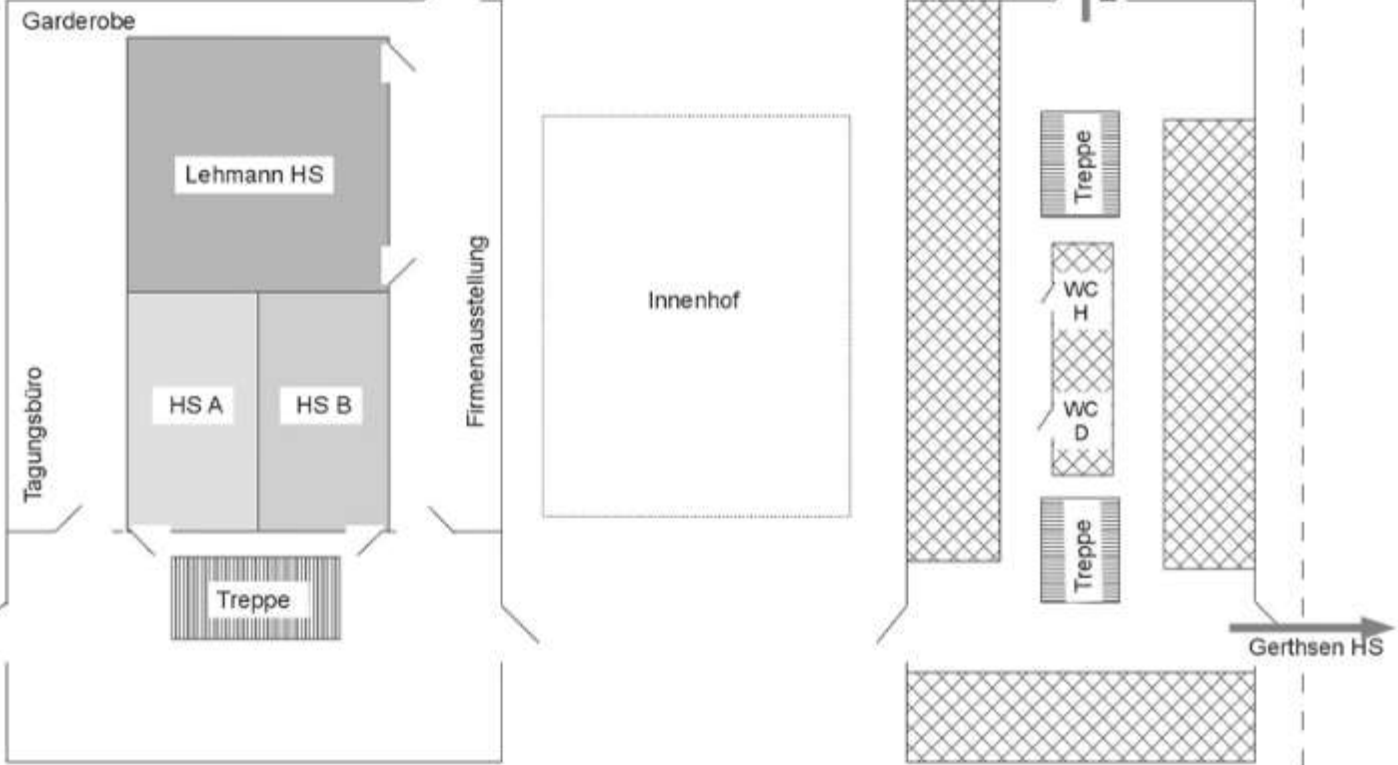 Garderobe
Lehmann HS
HS A
HS B
Tagungsbüro
Firmenausstellung
Treppe
Innenhof
Treppe
WC
H
WC
D
Treppe
Gerthsen HS